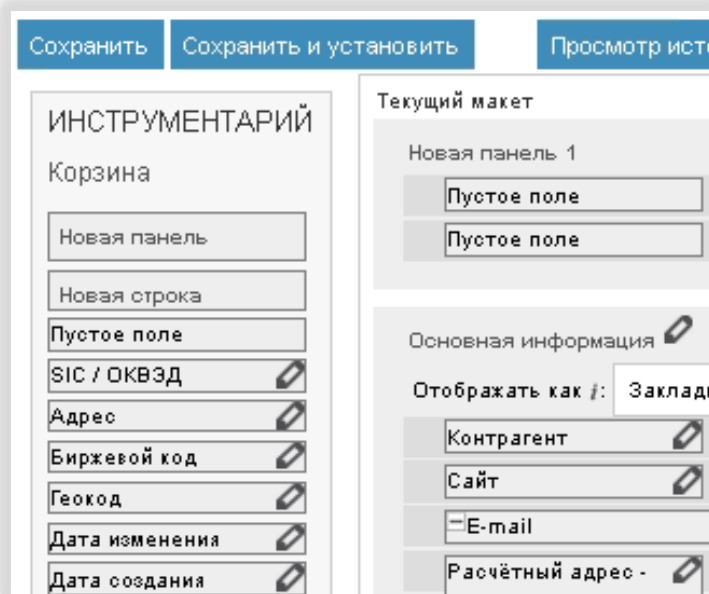 Сохранить
Сохранить и установить
Просмотр
ИНСТРУМЕНТАРИЙ
Корзина
Новая панель
Новая строка
Пустое поле
SIC / ОКВЭД
Адрес
Биржевой код
Геокод
Дата изменения
Дата создания
Текущий макет
Новая панель 1
Пустое поле
Пустое поле
Основная информация
Отображать как i:
Контрагент
Сайт
E-mail
Расчётный адрес -